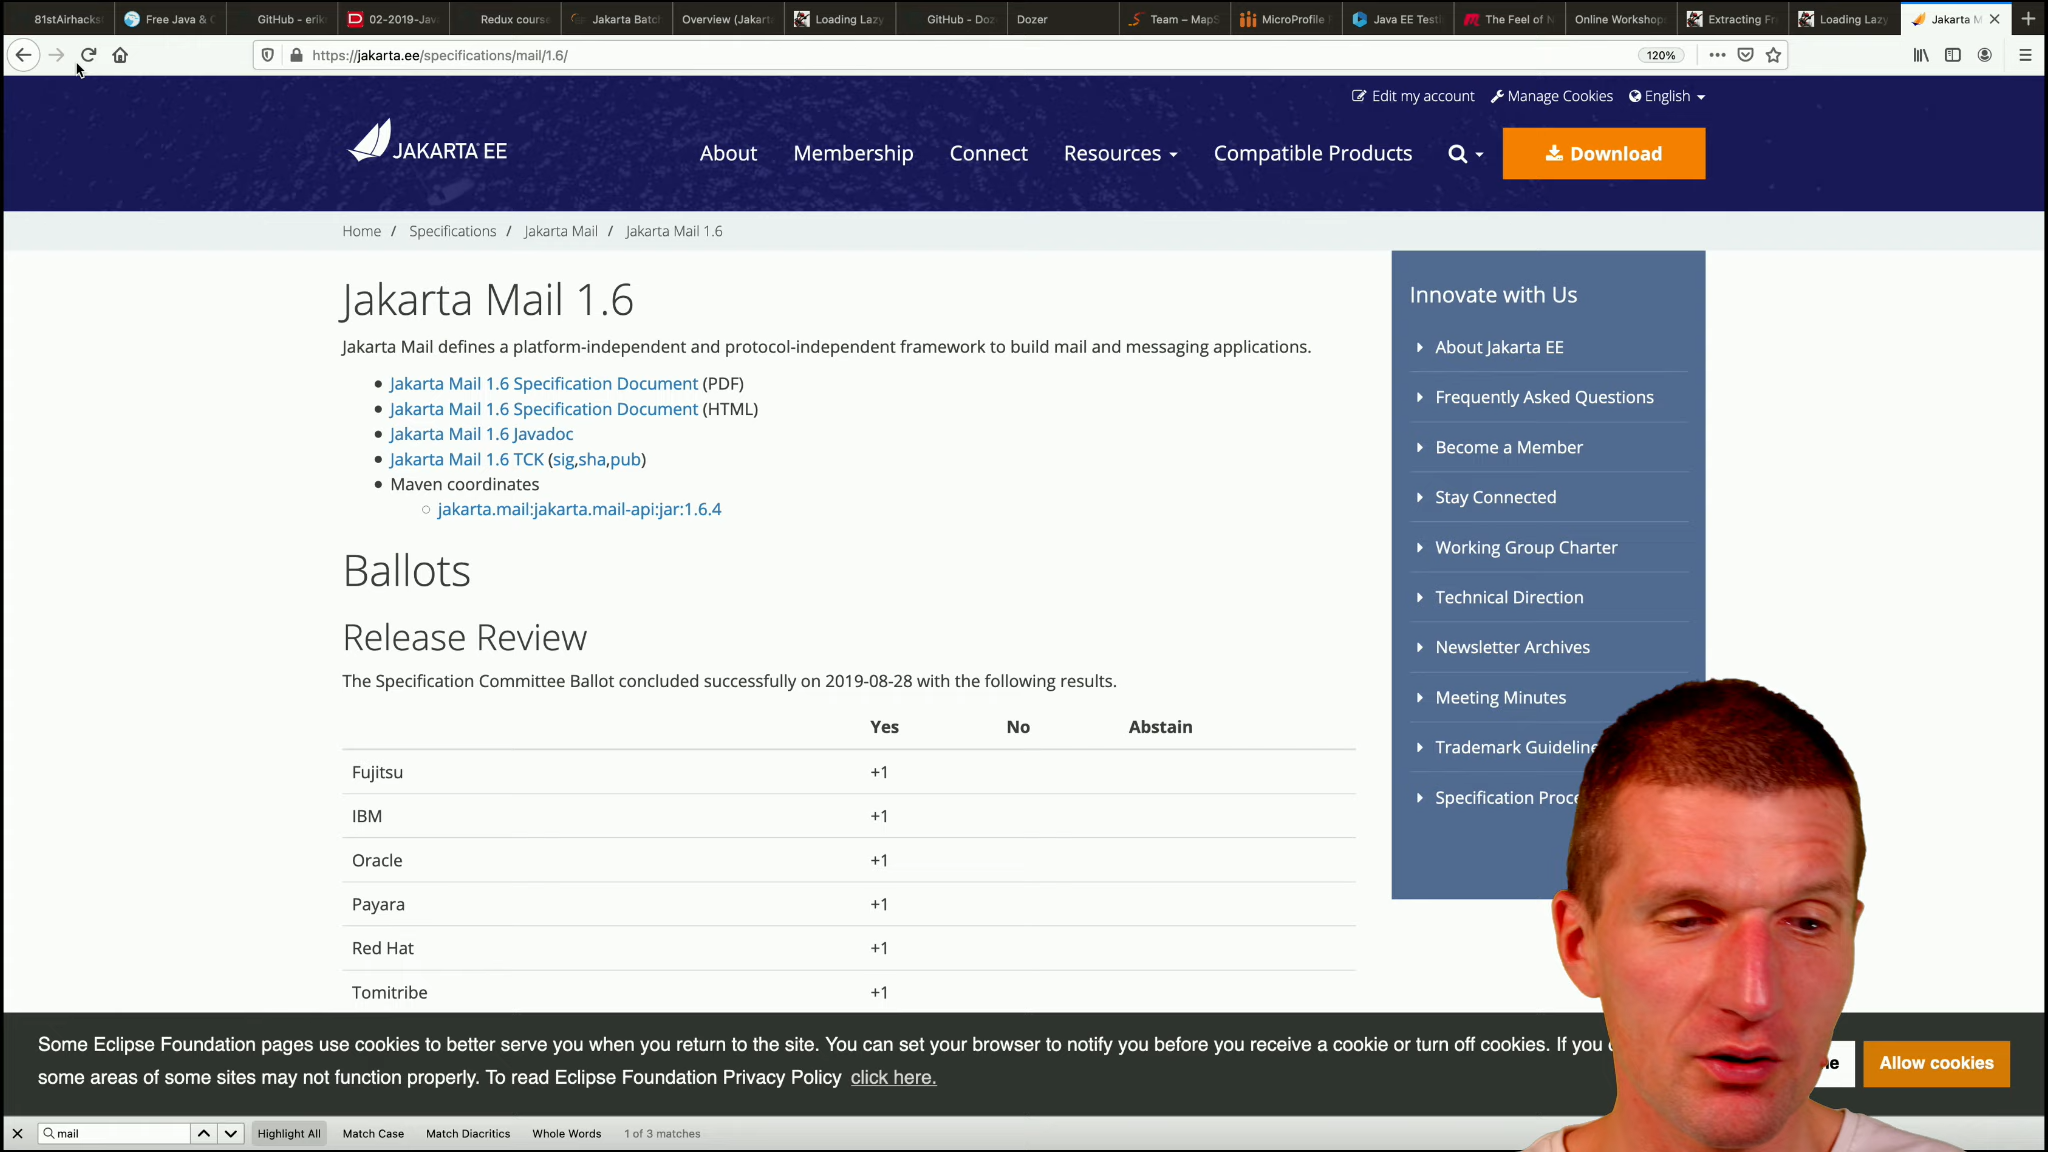 81stAirhacks
Free Java &
GitHub - erik
02-2019-Jav
Redux course
Jakarta Batc
Overview (Jakarta
Loading Lazy
GitHub - Doz
Dozer
Team – MapS
MicroProfile
Java EE Testi
The Feel of
Online Workshops
Extracting Fr
Loading Lazy
Jakarta M
https://jakarta.ee/specifications/mail/1.6/
120%
Edit my account
Manage Cookies
English
JAKARTA EE
About
Membership
Connect
Resources
Compatible Products
Download
Home / Specifications / Jakarta Mail / Jakarta Mail 1.6
Jakarta Mail 1.6
Jakarta Mail defines a platform-independent and protocol-independent framework to build mail and messaging applications.
Jakarta Mail 1.6 Specification Document (PDF)
Jakarta Mail 1.6 Specification Document (HTML)
Jakarta Mail 1.6 Javadoc
Jakarta Mail 1.6 TCK (sig,sha,pub)
Maven coordinates
jakarta.mail:jakarta.mail-api:jar:1.6.4
Ballots
Release Review
The Specification Committee Ballot concluded successfully on 2019-08-28 with the following results.
Yes No Abstain
Fujitsu +1
IBM +1
Oracle +1
Payara +1
Red Hat +1
Tomitribe +1
Innovate with Us
About Jakarta EE
Frequently Asked Questions
Become a Member
Stay Connected
Working Group Charter
Technical Direction
Newsletter Archives
Meeting Minutes
Trademark Guideline
Specification Proce
Some Eclipse Foundation pages use cookies to better serve you when you return to the site. You can set your browser to notify you before you receive a cookie or turn off cookies. If you
some areas of some sites may not function properly. To read Eclipse Foundation Privacy Policy click here.
Allow cookies
mail
Highlight All
Match Case
Match Diacritics
Whole Words
1 of 3 matches